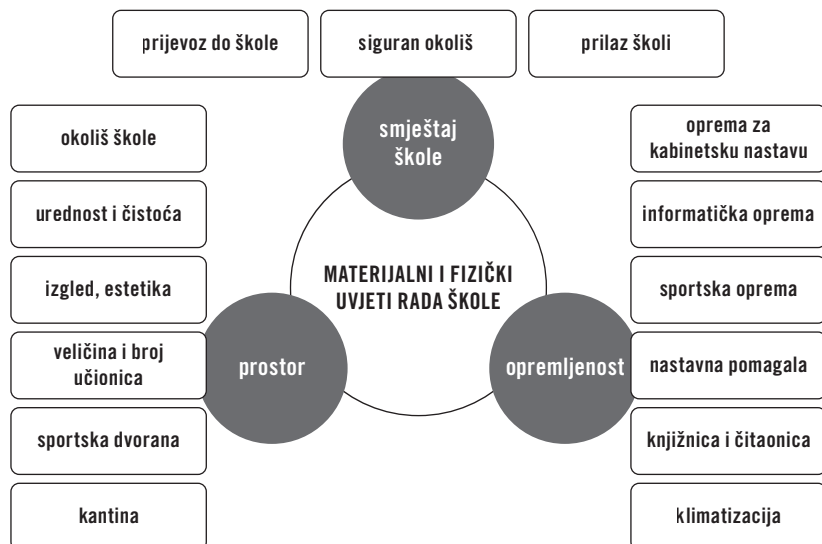 prijevoz do škole
siguran okoliš
prilaz školi
smještaj
škole
okoliš škole
urednost i čistoća
izgled, estetika
veličina i broj
učionica
sportska dvorana
kantina
MATERIJALNI I FIZIČKI
UVJETI RADA ŠKOLE
prostor
opremljenost
oprema za
kabinetsku nastavu
informatička oprema
sportska oprema
nastavna pomagala
knjižnica i čitaonica
klimatizacija